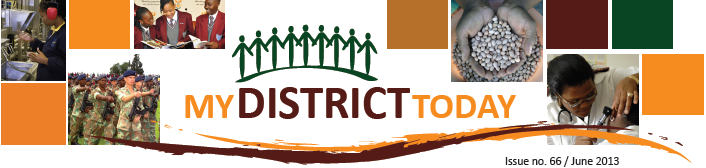 MY DISTRICT TODAY
Issue no. 66 / June 2013